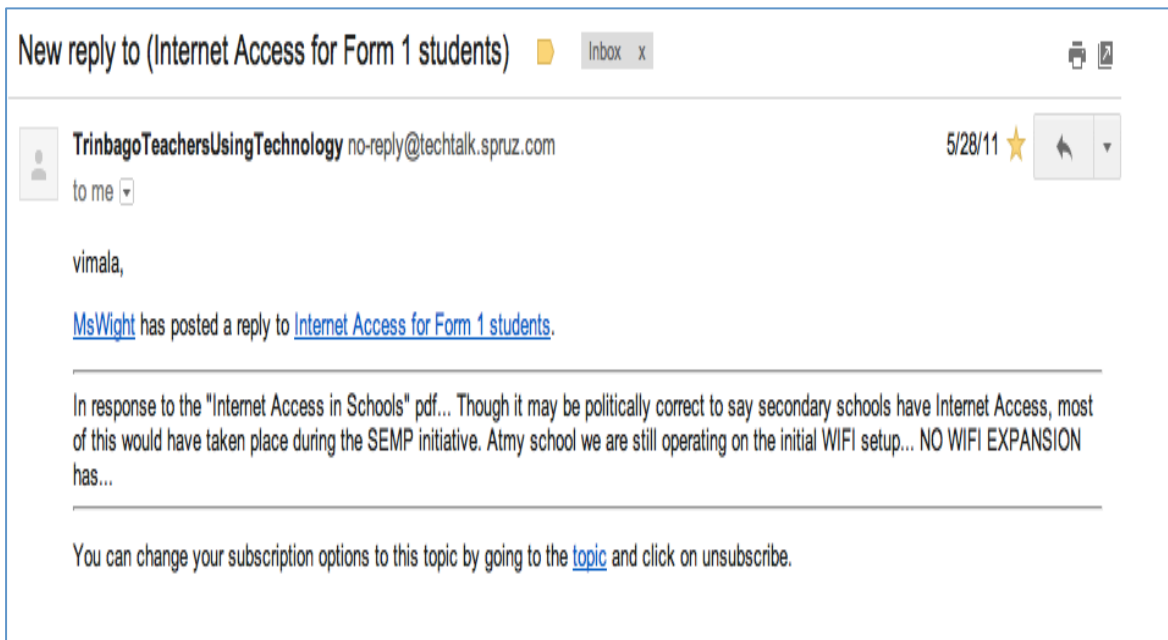 New reply to (Internet Access for Form 1 students)
Inbox x
TrinbagoTeachersUsingTechnology no-reply@techtalk.spruz.com
5/28/11
to me
vimala,
MsWight has posted a reply to Internet Access for Form 1 students.
In response to the "Internet Access in Schools" pdf... Though it may be politically correct to say secondary schools have Internet Access, most
of this would have taken place during the SEMP initiative. Atmy school we are still operating on the initial WIFI setup... NO WIFI EXPANSION
has...
You can change your subscription options to this topic by going to the topic and click on unsubscribe.